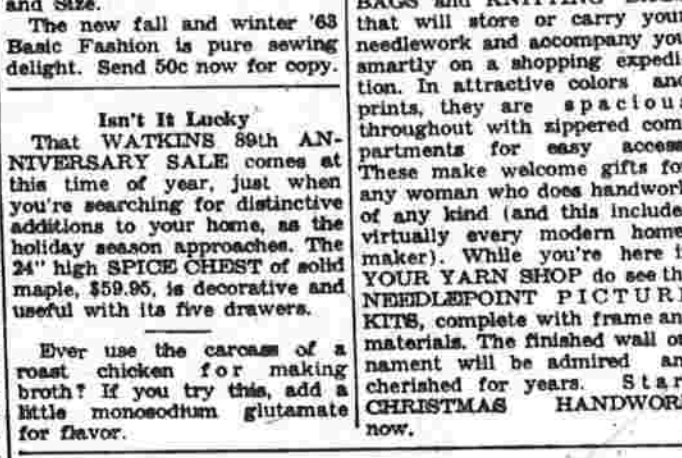 and Size.
The new fall and winter '63
Basic Fashion is pure sewing
delight. Send 50c now for copy.
Isn't It Lucky
That WATKINS 89th AN-
NIVERSARY SALE comes at
this time of year, just when
you're searching for distinctive
additions to your home, as the
holiday season approaches. The
24" high SPICE CHEST of solid
maple, $59.95, is decorative and
useful with its five drawers.
Ever use the carcass of a
roast chicken for making
broth? If you try this, add a
little monosodium glutamate
for flavor.
BAGS and KNITTING
that will store or carry your
needlework and accompany you
smartly on a shopping expedi-
tion. In attractive colors and
prints, they are spacious
throughout with zippered com-
partments for easy access.
These make welcome gifts for
any woman who does handwork
of any kind (and this includes
virtually every modern home-
maker). While you're here in
YOUR YARN SHOP do see the
NEEDLEPOINT PICTURE
KITS, complete with frame and
materials. The finished wall or-
nament will be admired and
cherished for years. Start
CHRISTMAS HANDWORK
now.